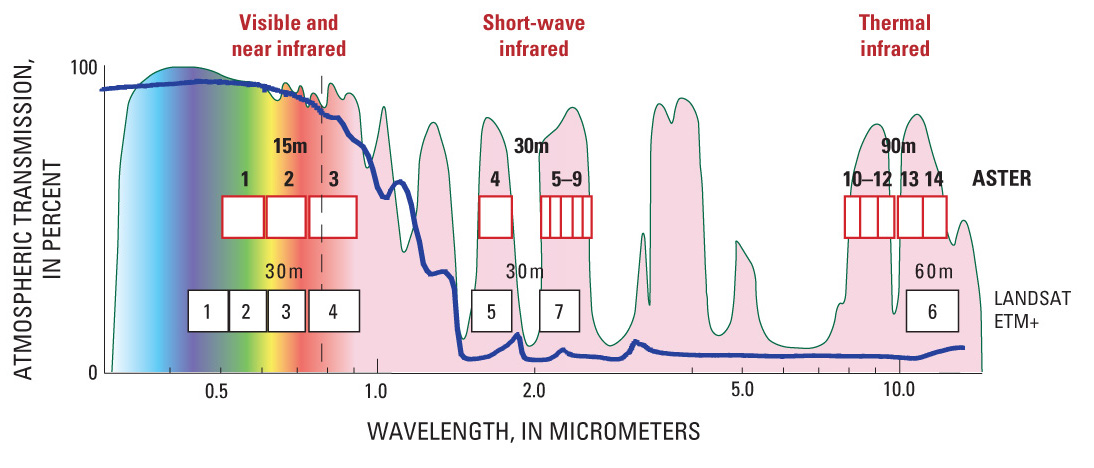 Visible and
near infrared
Short-wave
infrared
Thermal
infrared
ATMOSPHERIC TRANSMISSION,
IN PERCENT
100
0
15m
30m
90m
1
2
3
4
5–9
10–12
13
14
ASTER
30m
30m
60m
1
2
3
4
5
7
6
LANDSAT
ETM+
0.5
1.0
2.0
5.0
10.0
WAVELENGTH, IN MICROMETERS